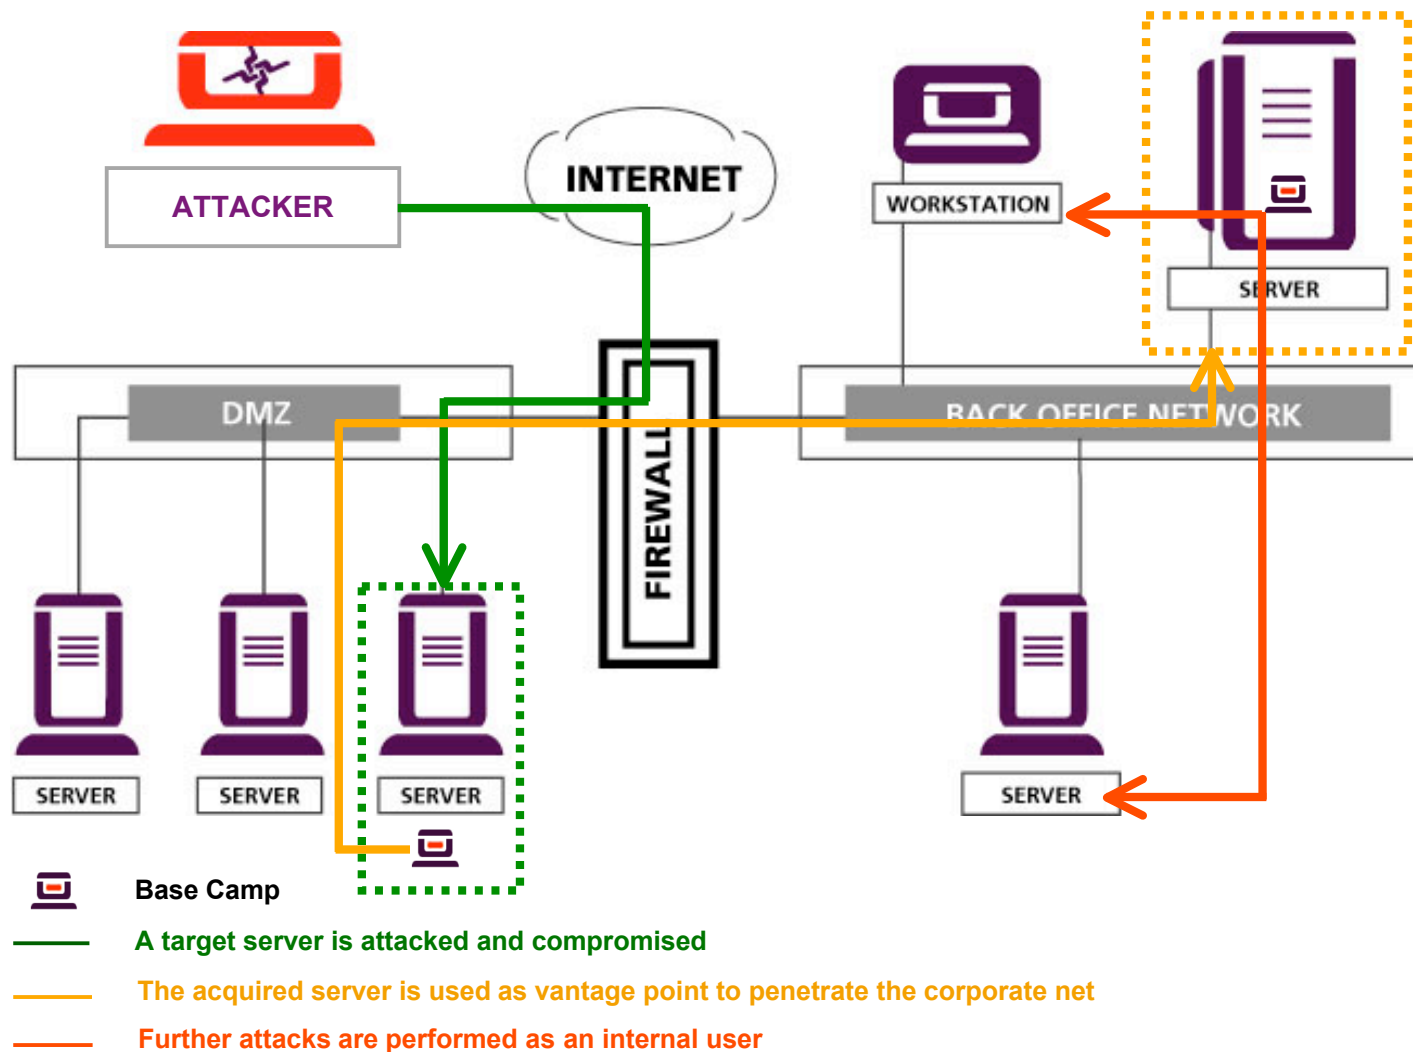 ATTACKER
INTERNET
WORKSTATION
SERVER
DMZ
FIREWALL
BACK OFFICE NETWORK
SERVER
SERVER
SERVER
SERVER
Base Camp
A target server is attacked and compromised
The acquired server is used as vantage point to penetrate the corporate net
Further attacks are performed as an internal user